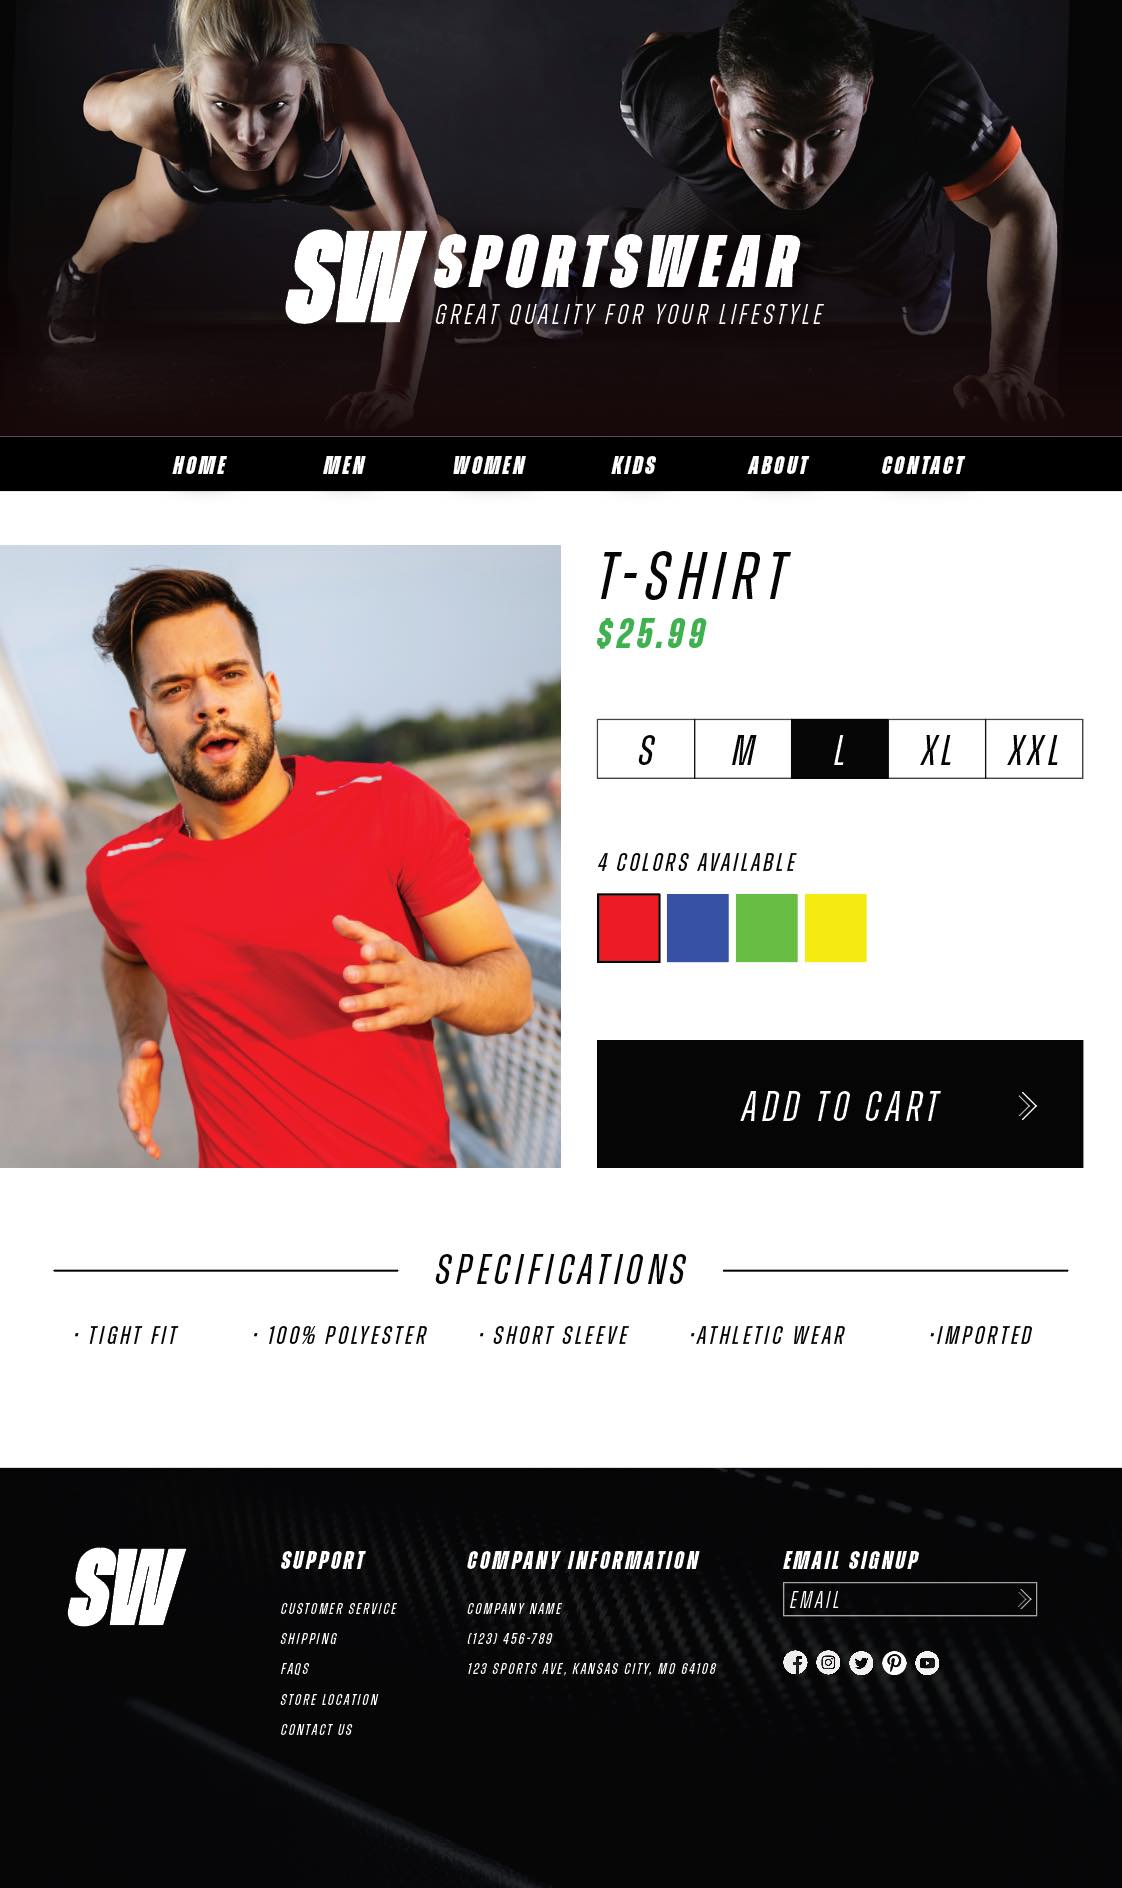 SW SPORTSWEAR
GREAT QUALITY FOR YOUR LIFESTYLE
HOME MEN WOMEN KIDS ABOUT CONTACT
T-SHIRT
$25.99
S M L XL XXL
4 COLORS AVAILABLE
ADD TO CART
SPECIFICATIONS
· TIGHT FIT · 100% POLYESTER · SHORT SLEEVE ·ATHLETIC WEAR ·IMPORTED
SW
SUPPORT
CUSTOMER SERVICE
SHIPPING
FAQS
STORE LOCATION
CONTACT US
COMPANY INFORMATION
COMPANY NAME
(123) 456-789
123 SPORTS AVE, KANSAS CITY, MO 64108
EMAIL SIGNUP
EMAIL